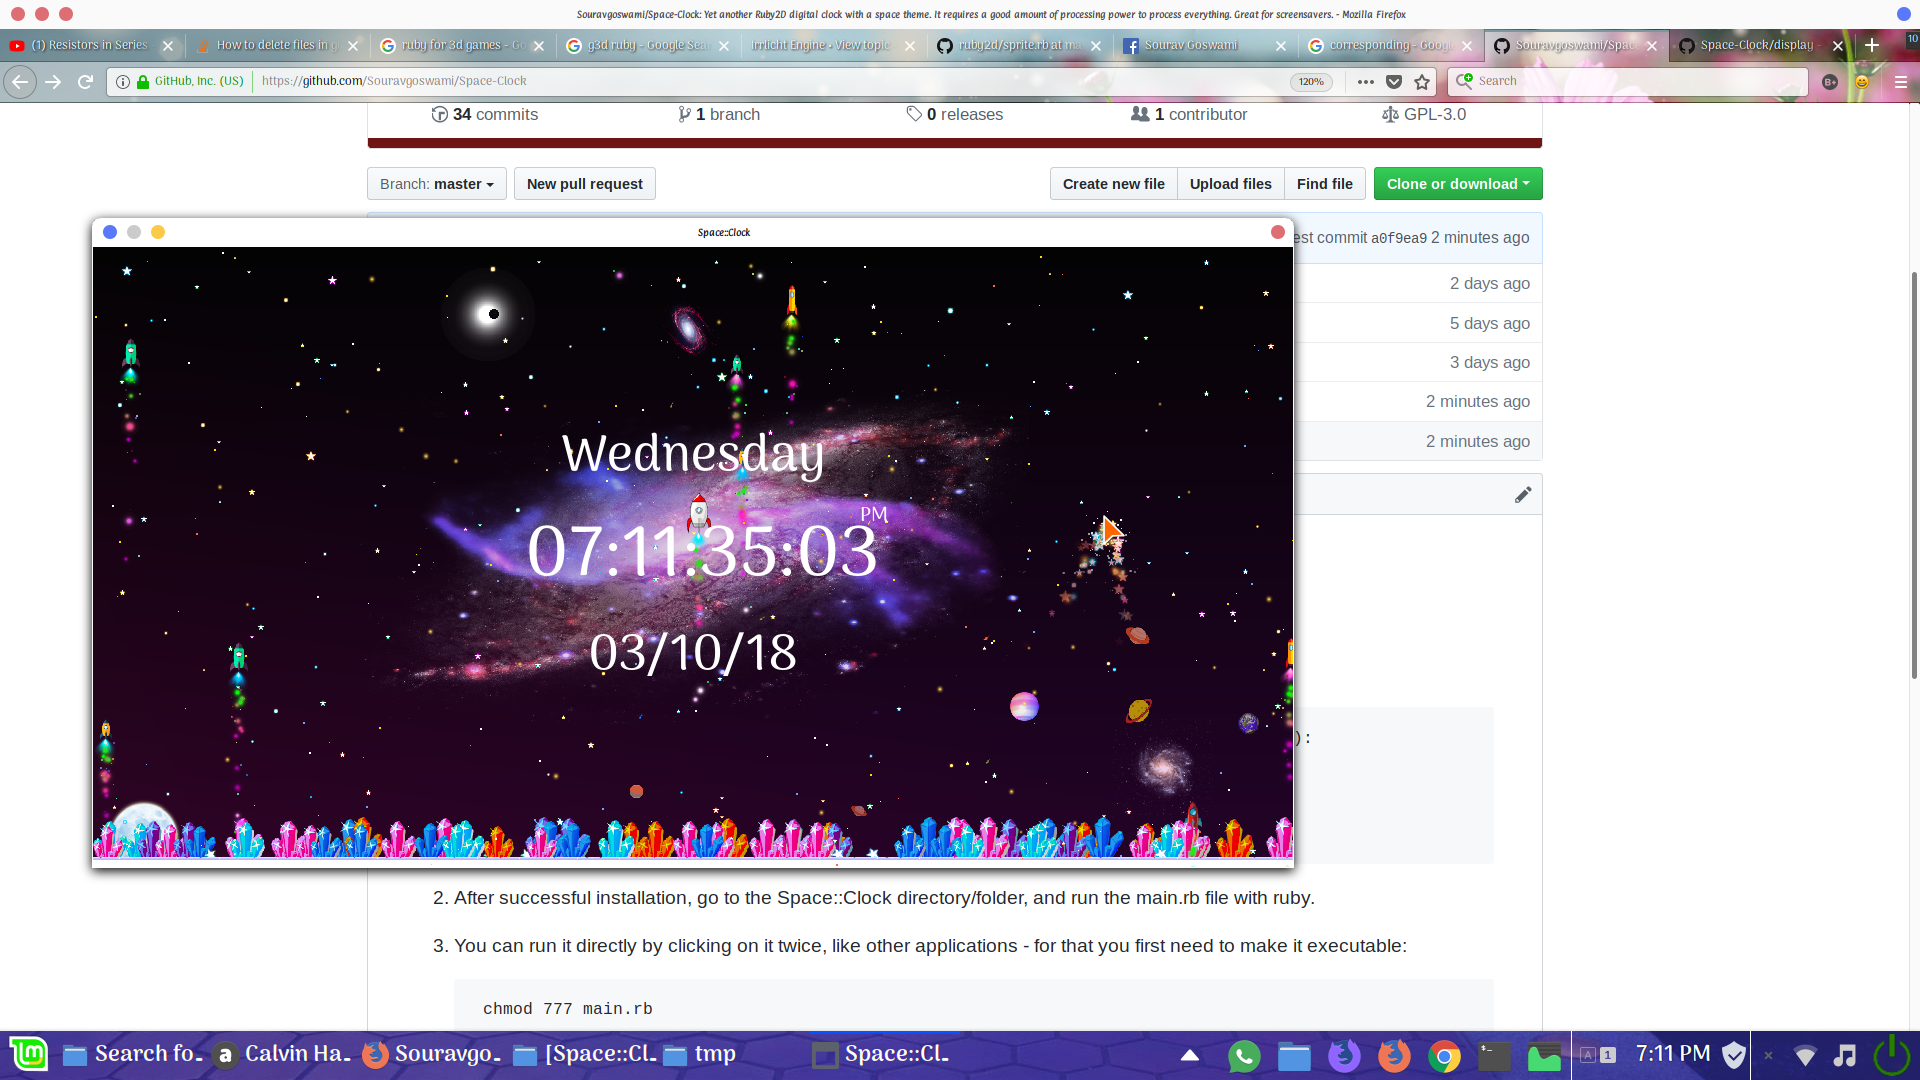 Souravgoswami/Space-Clock: Yet another Ruby2D digital clock with a space theme. It requires a good amount of processing power to process everything. Great for screensavers. - Mozilla Firefox
(1) Resistors in Series
How to delete files in
ruby for 3d games - Go
g3d ruby - Google Sea
Irrlicht Engine • View topic
ruby2d/sprite.rb at ma
Sourav Goswami
corresponding - Googl
Souravgoswami/Spac
Space-Clock/display -
10
GitHub, Inc. (US)
https://github.com/Souravgoswami/Space-Clock
120%
Search
34 commits
1 branch
0 releases
1 contributor
GPL-3.0
Branch: master
New pull request
Create new file
Upload files
Find file
Clone or download
Space::Clock
est commit a0f9ea9 2 minutes ago
2 days ago
5 days ago
3 days ago
2 minutes ago
2 minutes ago
Wednesday
PM
07:11:35:03
03/10/18
):
2. After successful installation, go to the Space::Clock directory/folder, and run the main.rb file with ruby.
3. You can run it directly by clicking on it twice, like other applications - for that you first need to make it executable:
chmod 777 main.rb
Search fo..
Calvin Ha..
Souravgo..
[Space::Cl..
tmp
Space::Cl..
A 1
7:11 PM